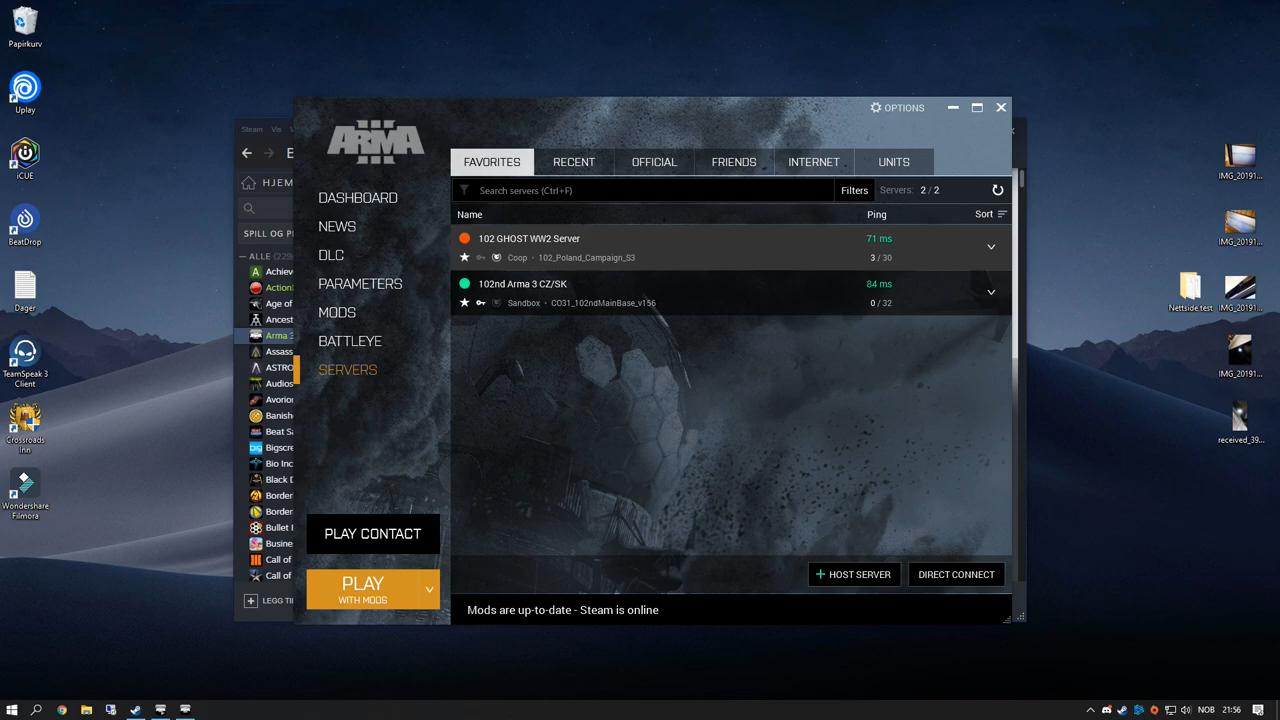 Papirkurv
Uplay
iCUE
BeatDrop
Dager
TeamSpeak 3
Client
Crossroads
Inn
Wondershare
Filmora
Steam Vis
HJEM
SPILL OG
ALLE
Achiev
Action
Age of
Ancest
Arma 3
Assass
ASTRO
Audios
Avorio
Banish
Beat Sa
Bigscre
Bio Inc
Black D
Border
Border
Bullet
Busine
Call of
Call of
LEGG TI
ARMA
III
OPTIONS
DASHBOARD
NEWS
DLC
PARAMETERS
MODS
BATTLEYE
SERVERS
PLAY CONTACT
PLAY
WITH MODS
FAVORITES RECENT OFFICIAL FRIENDS INTERNET UNITS
Search servers (Ctrl+F) Filters Servers: 2 / 2
Name Ping Sort
102 GHOST WW2 Server 71 ms
Coop • 102_Poland_Campaign_S3 3 / 30
102nd Arma 3 CZ/SK 84 ms
Sandbox • CO31_102ndMainBase_v156 0 / 32
HOST SERVER DIRECT CONNECT
Mods are up-to-date - Steam is online
IMG_20191...
IMG_20191...
Nettside test
IMG_20191...
IMG_20191...
received_39...
NOB 21:56